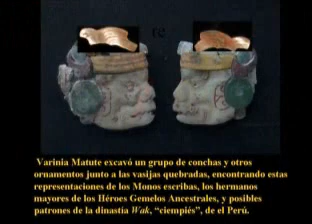 Varinia Matute excavó un grupo de conchas y otros
ornamentos junto a las vasijas quebradas, encontrando estas
representaciones de los Monos escribas, los hermanos
mayores de los Héroes Gemelos Ancestrales, y posibles
patrones de la dinastía Wak, “ciempiés”, de el Perú.